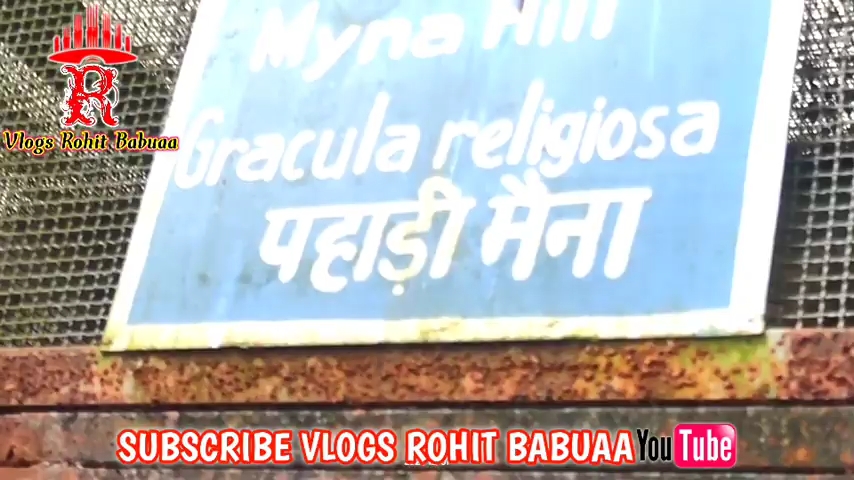 Myna Hill
Gracula religiosa
पहाड़ी मैना
Vlogs Rohit Babuaa
SUBSCRIBE VLOGS ROHIT BABUAA YouTube